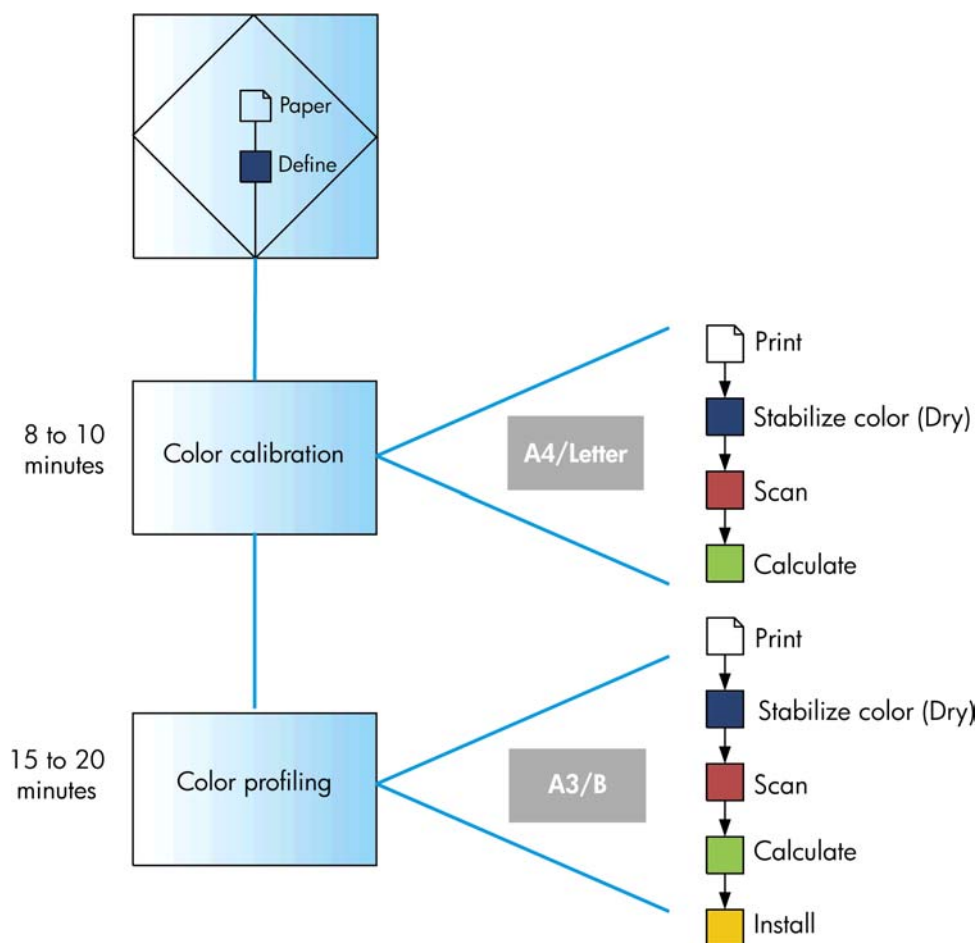 Paper
Define
8 to 10
minutes
Color calibration
A4/Letter
Print
Stabilize color (Dry)
Scan
Calculate
15 to 20
minutes
Color profiling
A3/B
Print
Stabilize color (Dry)
Scan
Calculate
Install